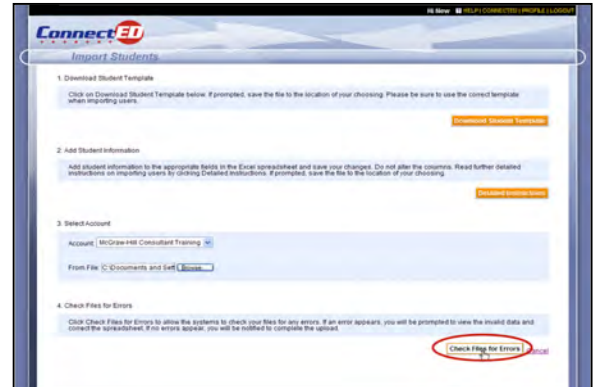 Hi New ? HELP | CONNECTED | PROFILE | LOGOUT
ConnectED
Import Students
1. Download Student Template
Click on Download Student Template below. If prompted, save the file to the location of your choosing. Please be sure to use the correct template
when importing users.
Download Student Template
2. Add Student Information
Add student information to the appropriate fields in the Excel spreadsheet and save your changes. Do not alter the columns. Read further detailed
instructions on importing users by clicking Detailed Instructions. If prompted, save the file to the location of your choosing.
Detailed Instructions
3. Select Account
Account: McGraw-Hill Consultant Training
From File: C:\Documents and Sett Browse...
4. Check Files for Errors
Click Check Files for Errors to allow the systems to check your files for any errors. If an error appears, you will be prompted to view the invalid data and
correct the spreadsheet. If no errors appear, you will be notified to complete the upload.
Check Files for Errors Cancel